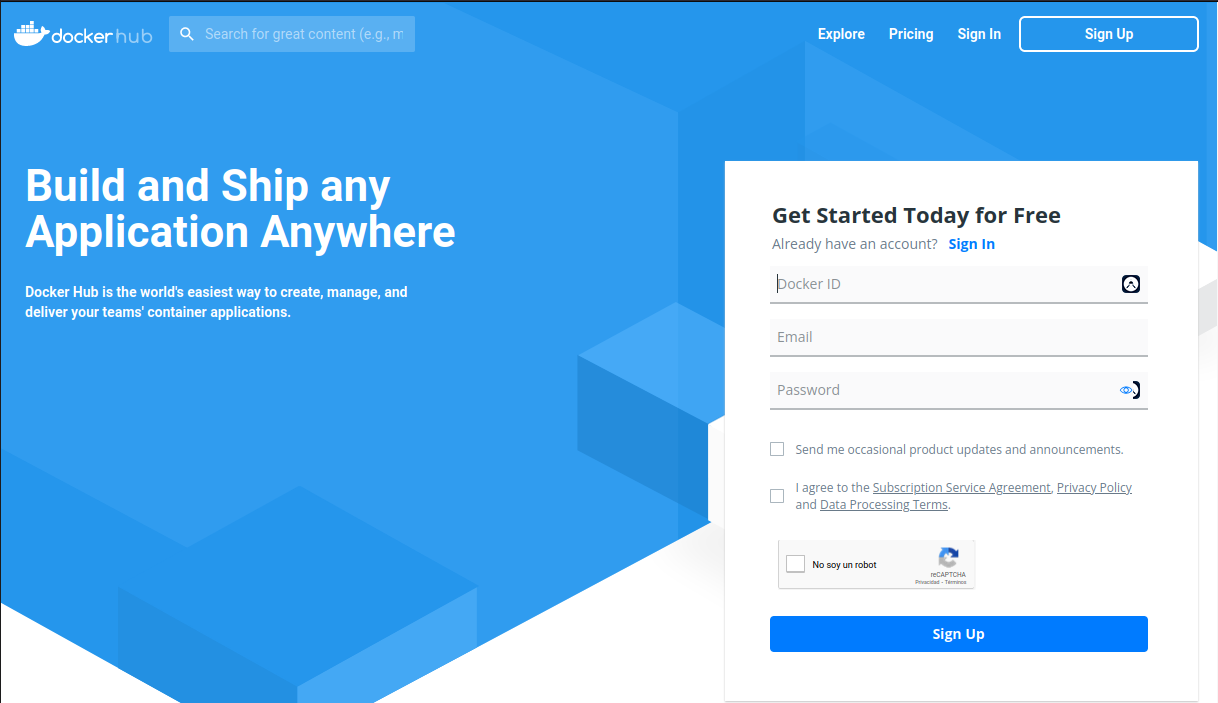 docker hub
Search for great content (e.g., m
Explore
Pricing
Sign In
Sign Up
Build and Ship any
Application Anywhere
Docker Hub is the world's easiest way to create, manage, and
deliver your teams' container applications.
Get Started Today for Free
Already have an account? Sign In
Docker ID
Email
Password
Send me occasional product updates and announcements.
I agree to the Subscription Service Agreement, Privacy Policy
and Data Processing Terms.
No soy un robot
reCAPTCHA
Privacidad - Términos
Sign Up